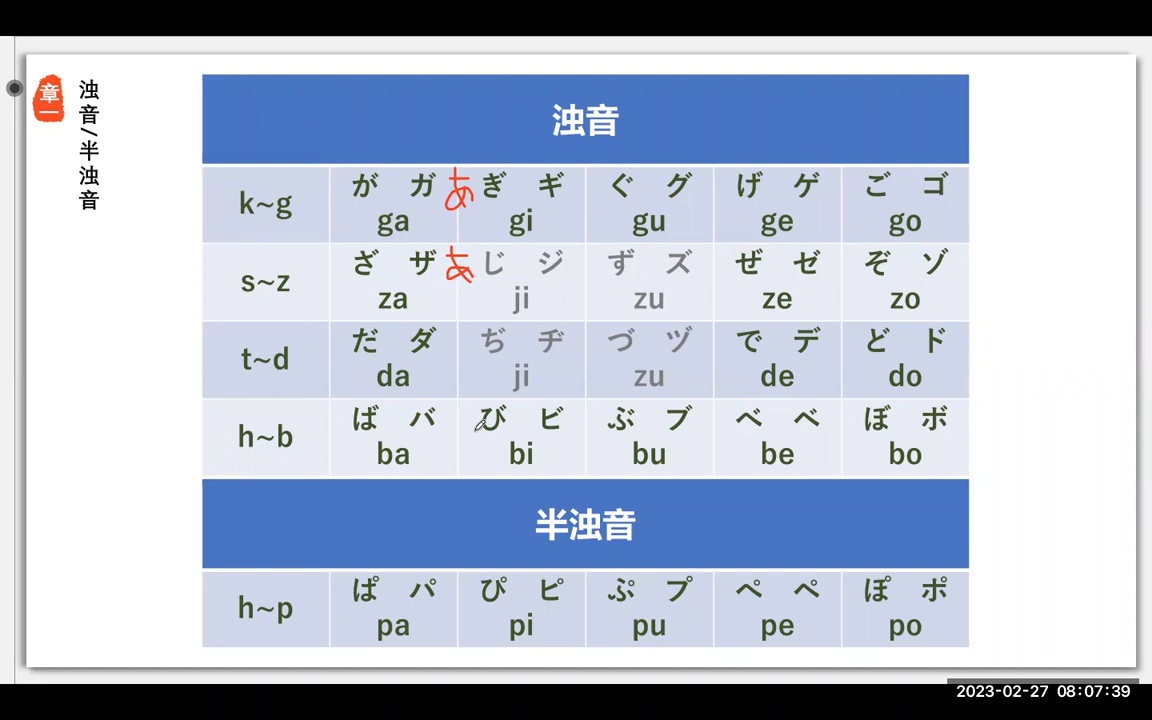 章一
浊音/半浊音
浊音
k~g
が ガ あ ぎ ギ ぐ グ げ ゲ ご ゴ
ga gi gu ge go
s~z
ざ ザ あ じ ジ ず ズ ぜ ゼ ぞ ゾ
za ji zu ze zo
t~d
だ ダ ぢ ヂ づ ヅ で デ ど ド
da ji zu de do
h~b
ば バ び ビ ぶ ブ べ ベ ぼ ボ
ba bi bu be bo
半浊音
h~p
ぱ パ ぴ ピ ぷ プ ぺ ペ ぽ ポ
pa pi pu pe po
2023-02-27 08:07:39